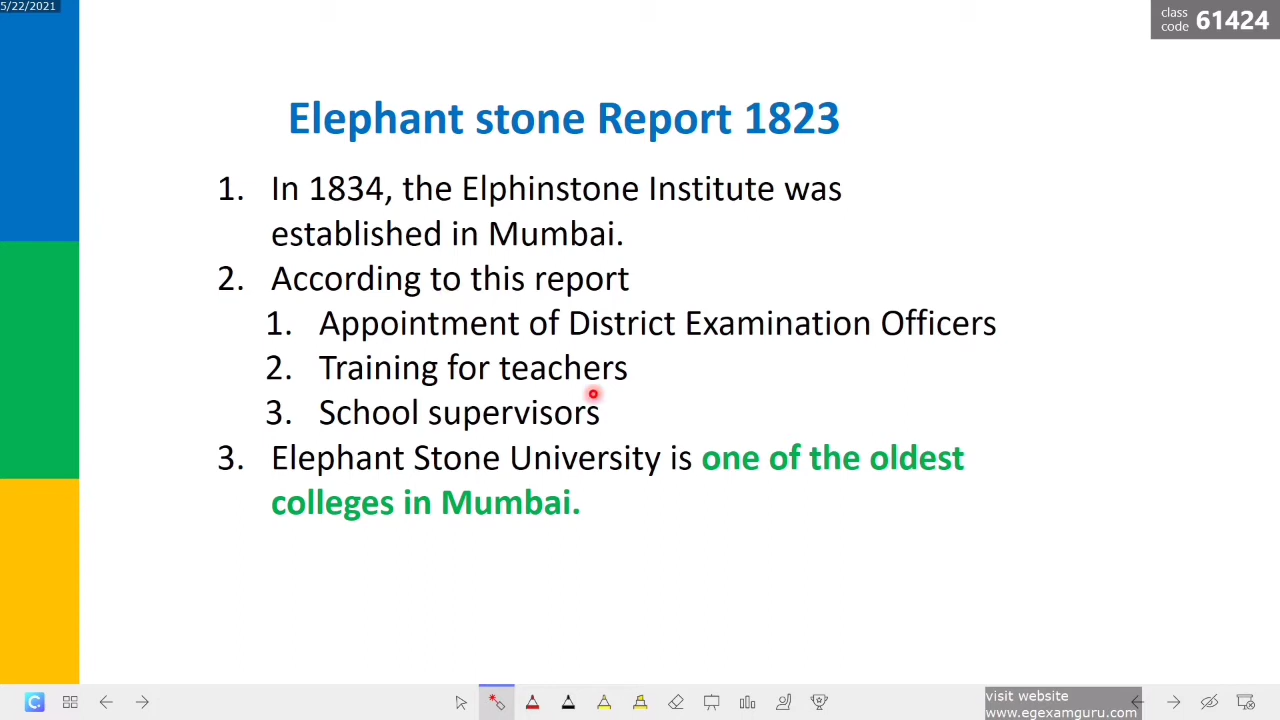 5/22/2021
class
code 61424
Elephant stone Report 1823
1. In 1834, the Elphinstone Institute was
established in Mumbai.
2. According to this report
1. Appointment of District Examination Officers
2. Training for teachers
3. School supervisors
3. Elephant Stone University is one of the oldest
colleges in Mumbai.
visit website
www.egexamguru.com